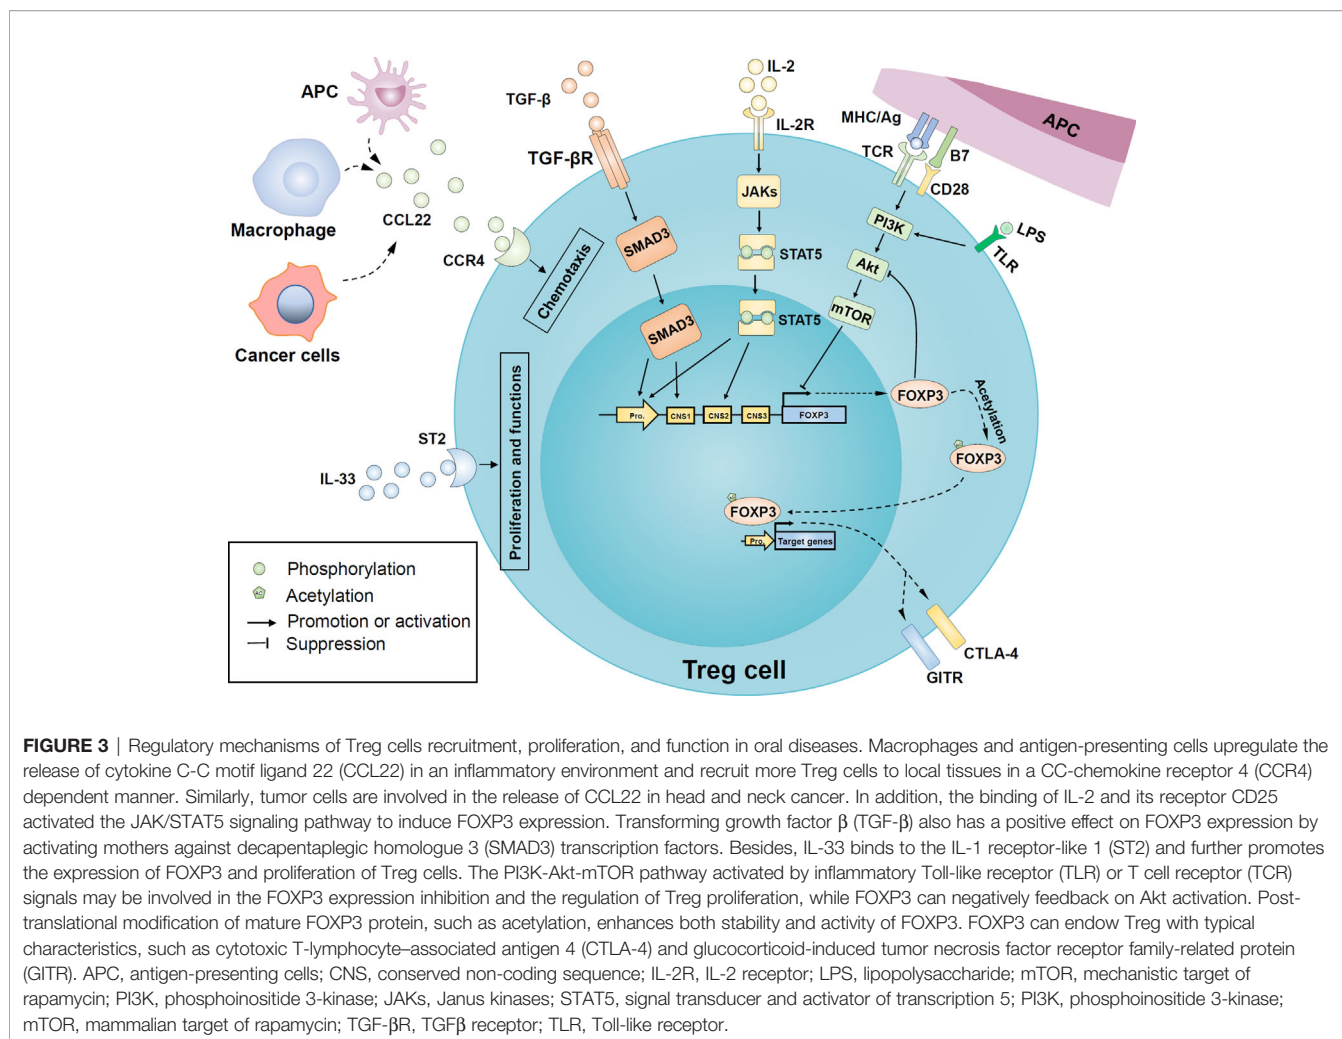 APC
Macrophage
CCL22
Cancer cells
CCR4
Chemotaxis
TGF-β
TGF-βR
SMAD3
SMAD3
IL-2
IL-2R
JAKs
STAT5
STAT5
MHC/Ag
APC
TCR
B7
CD28
PI3K
LPS
TLR
Akt
mTOR
Pro.
CNS1
CNS2
CNS3
FOXP3
FOXP3
Acetylation
AC
FOXP3
ST2
IL-33
Proliferation and functions
AC
FOXP3
Pro.
Target genes
CTLA-4
GITR
Treg cell
Phosphorylation
AC
Acetylation
Promotion or activation
Suppression
FIGURE 3 | Regulatory mechanisms of Treg cells recruitment, proliferation, and function in oral diseases. Macrophages and antigen-presenting cells upregulate the
release of cytokine C-C motif ligand 22 (CCL22) in an inflammatory environment and recruit more Treg cells to local tissues in a CC-chemokine receptor 4 (CCR4)
dependent manner. Similarly, tumor cells are involved in the release of CCL22 in head and neck cancer. In addition, the binding of IL-2 and its receptor CD25
activated the JAK/STAT5 signaling pathway to induce FOXP3 expression. Transforming growth factor β (TGF-β) also has a positive effect on FOXP3 expression by
activating mothers against decapentaplegic homologue 3 (SMAD3) transcription factors. Besides, IL-33 binds to the IL-1 receptor-like 1 (ST2) and further promotes
the expression of FOXP3 and proliferation of Treg cells. The PI3K-Akt-mTOR pathway activated by inflammatory Toll-like receptor (TLR) or T cell receptor (TCR)
signals may be involved in the FOXP3 expression inhibition and the regulation of Treg proliferation, while FOXP3 can negatively feedback on Akt activation. Post-
translational modification of mature FOXP3 protein, such as acetylation, enhances both stability and activity of FOXP3. FOXP3 can endow Treg with typical
characteristics, such as cytotoxic T-lymphocyte–associated antigen 4 (CTLA-4) and glucocorticoid-induced tumor necrosis factor receptor family-related protein
(GITR). APC, antigen-presenting cells; CNS, conserved non-coding sequence; IL-2R, IL-2 receptor; LPS, lipopolysaccharide; mTOR, mechanistic target of
rapamycin; PI3K, phosphoinositide 3-kinase; JAKs, Janus kinases; STAT5, signal transducer and activator of transcription 5; PI3K, phosphoinositide 3-kinase;
mTOR, mammalian target of rapamycin; TGF-βR, TGFβ receptor; TLR, Toll-like receptor.